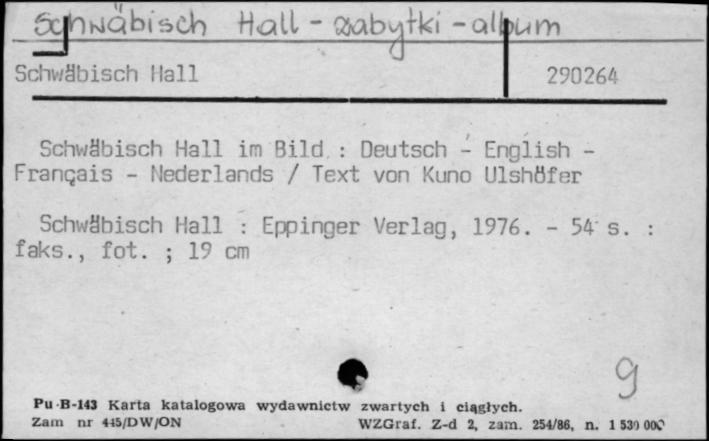 Schwäbisch Hall - zabytki - album
Schwäbisch Hall 290264
Schwäbisch Hall im Bild : Deutsch - English -
Français - Nederlands / Text von Kuno Ulshöfer
Schwäbisch Hall : Eppinger Verlag, 1976. - 54 s. :
faks., fot. ; 19 cm
9
Pu-B-143 Karta katalogowa wydawnictw zwartych i ciągłych.
Zam nr 445/DW/ON WZGraf. Z-d 2, zam. 254/86, n. 1 530 000